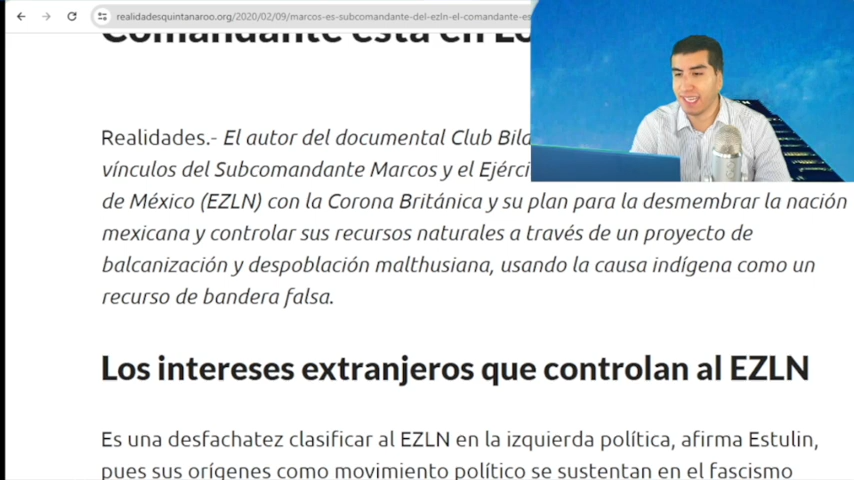 realidadesquintanaroo.org/2020/02/09/marcos-es-subcomandante-del-ezln-el-comandante-es
Comandante está en Lo
Realidades.- El autor del documental Club Bild
vínculos del Subcomandante Marcos y el Ejérci
de México (EZLN) con la Corona Británica y su plan para la desmembrar la nación
mexicana y controlar sus recursos naturales a través de un proyecto de
balcanización y despoblación malthusiana, usando la causa indígena como un
recurso de bandera falsa.
Los intereses extranjeros que controlan al EZLN
Es una desfachatez clasificar al EZLN en la izquierda política, afirma Estulin,
pues sus orígenes como movimiento político se sustentan en el fascismo